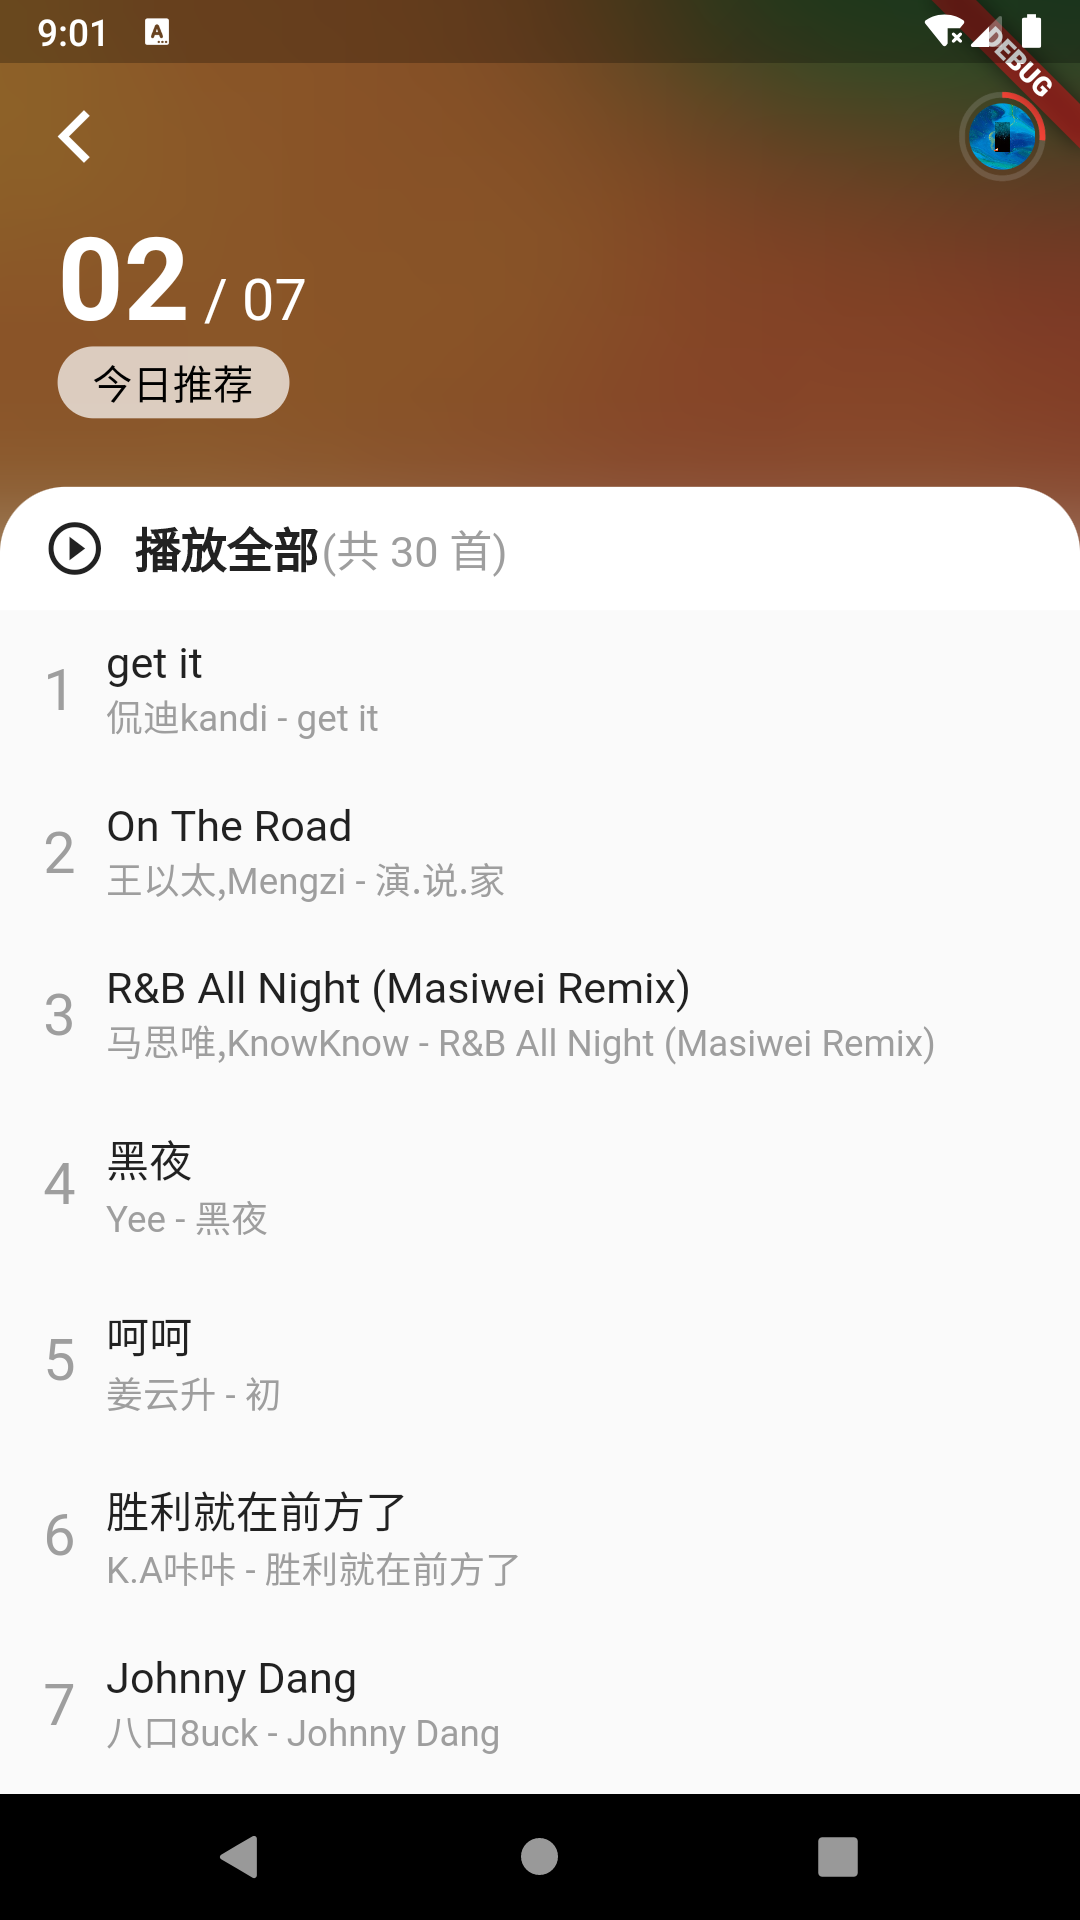 9:01
DEBUG
02 / 07
今日推荐
播放全部(共 30 首)
1
get it
侃迪kandi - get it
2
On The Road
王以太,Mengzi - 演.说.家
3
R&B All Night (Masiwei Remix)
马思唯,KnowKnow - R&B All Night (Masiwei Remix)
4
黑夜
Yee - 黑夜
5
呵呵
姜云升 - 初
6
胜利就在前方了
K.A咔咔 - 胜利就在前方了
7
Johnny Dang
八口8uck - Johnny Dang